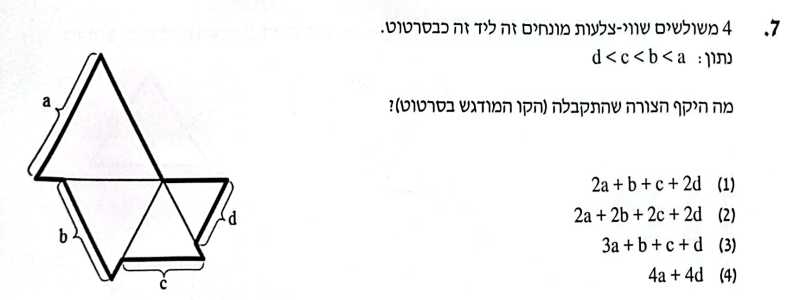 .7 4 משולשים שווי-צלעות מונחים זה ליד זה כבסרטוט.
נתון: d < c < b < a
מה היקף הצורה שהתקבלה (הקו המודגש בסרטוט)?
(1) 2a + b + c + 2d
(2) 2a + 2b + 2c + 2d
(3) 3a + b + c + d
(4) 4a + 4d
a
b
c
d